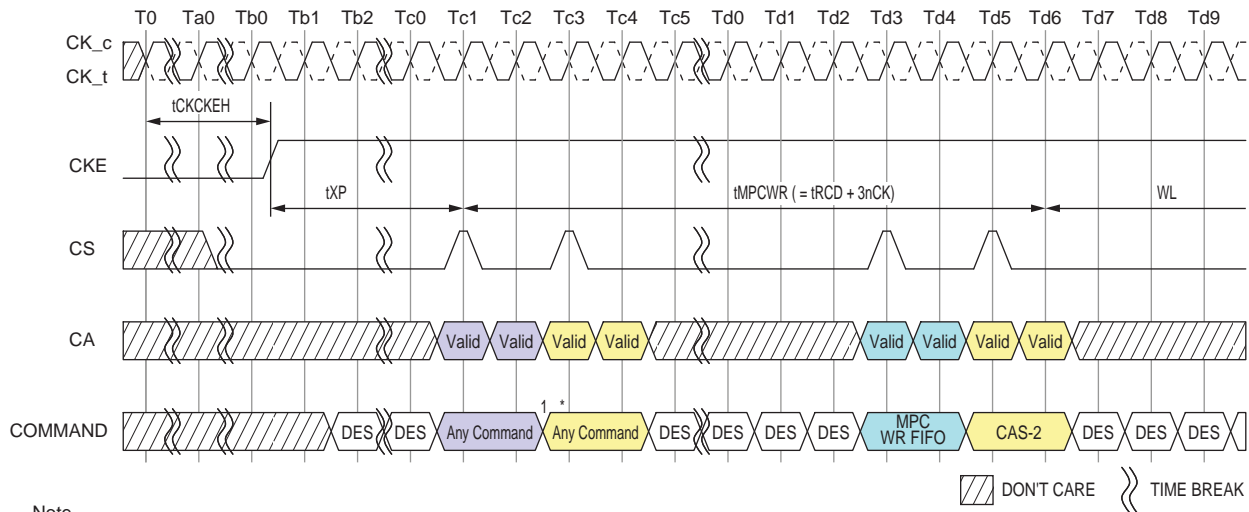 T0 Ta0 Tb0 Tb1 Tb2 Tc0 Tc1 Tc2 Tc3 Tc4 Tc5 Td0 Td1 Td2 Td3 Td4 Td5 Td6 Td7 Td8 Td9
CK_c
CK_t
tCKCKEH
CKE
tXP tMPCWR ( = tRCD + 3nCK) WL
CS
CA Valid Valid Valid Valid Valid Valid Valid Valid
1 *
COMMAND DES DES Any Command Any Command DES DES DES DES MPC WR FIFO CAS-2 DES DES DES
DON'T CARE TIME BREAK